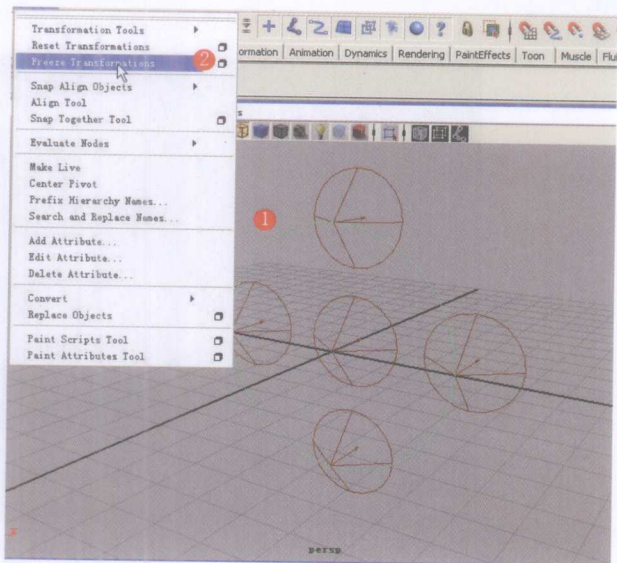 Transformation Tools
Reset Transformations
Freeze Transformations
2
Snap Align Objects
Align Tool
Snap Together Tool
Evaluate Nodes
Make Live
Center Pivot
Prefix Hierarchy Names...
Search and Replace Names...
Add Attribute...
Edit Attribute...
Delete Attribute...
Convert
Replace Objects
Paint Scripts Tool
Paint Attributes Tool
ormation Animation Dynamics Rendering PaintEffects Toon Muscle Flui
s
1
persp